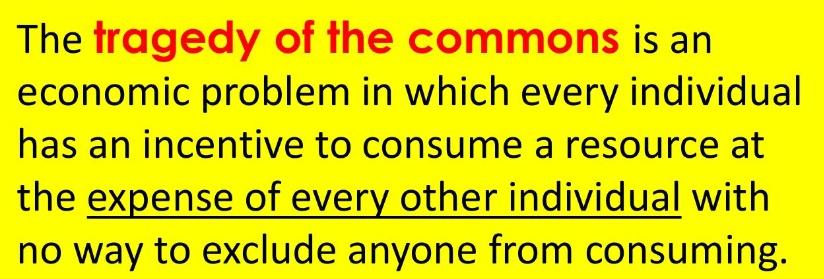 The tragedy of the commons is an
economic problem in which every individual
has an incentive to consume a resource at
the expense of every other individual with
no way to exclude anyone from consuming.